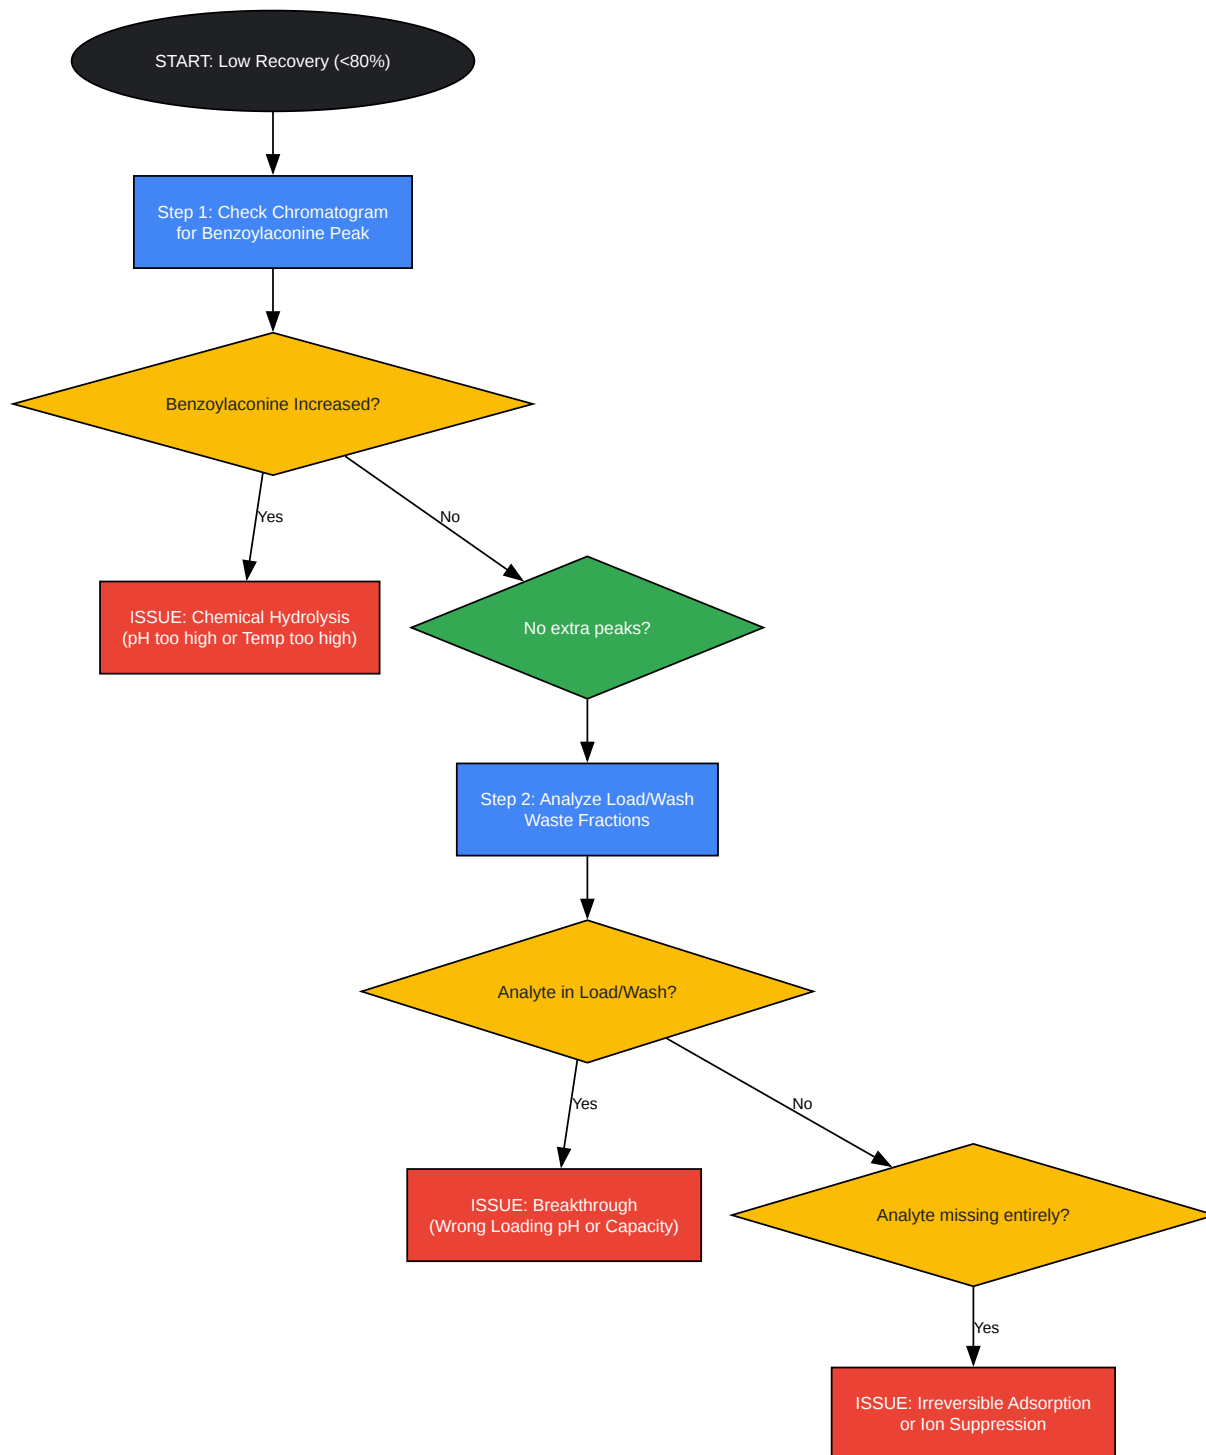 START: Low Recovery (<80%)
Step 1: Check Chromatogram
for Benzoylaconine Peak
Benzoylaconine Increased?
Yes
No
ISSUE: Chemical Hydrolysis
(pH too high or Temp too high)
No extra peaks?
Step 2: Analyze Load/Wash
Waste Fractions
Analyte in Load/Wash?
Yes
No
ISSUE: Breakthrough
(Wrong Loading pH or Capacity)
Analyte missing entirely?
Yes
ISSUE: Irreversible Adsorption
or Ion Suppression